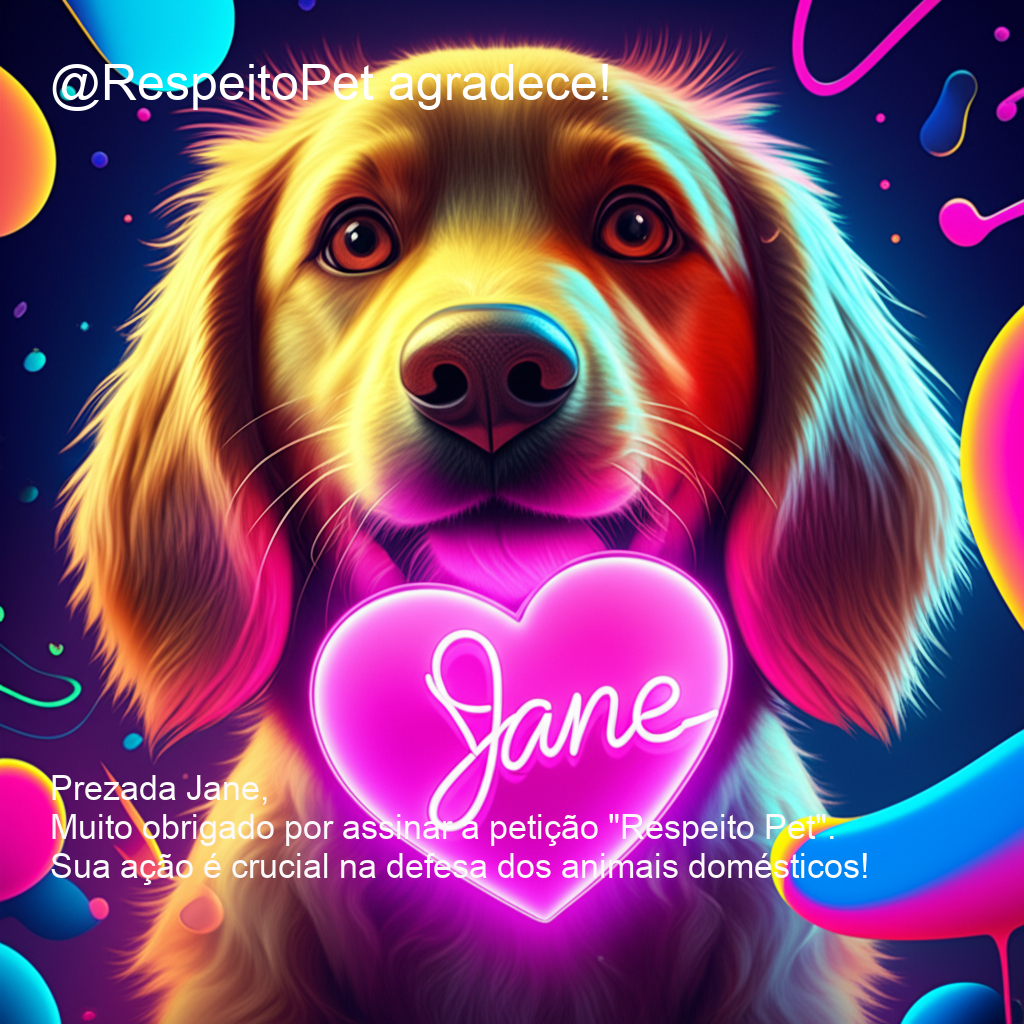 @RespeitoPet agradece!
Jane
Prezada Jane,
Muito obrigado por assinar a petição "Respeito Pet".
Sua ação é crucial na defesa dos animais domésticos!